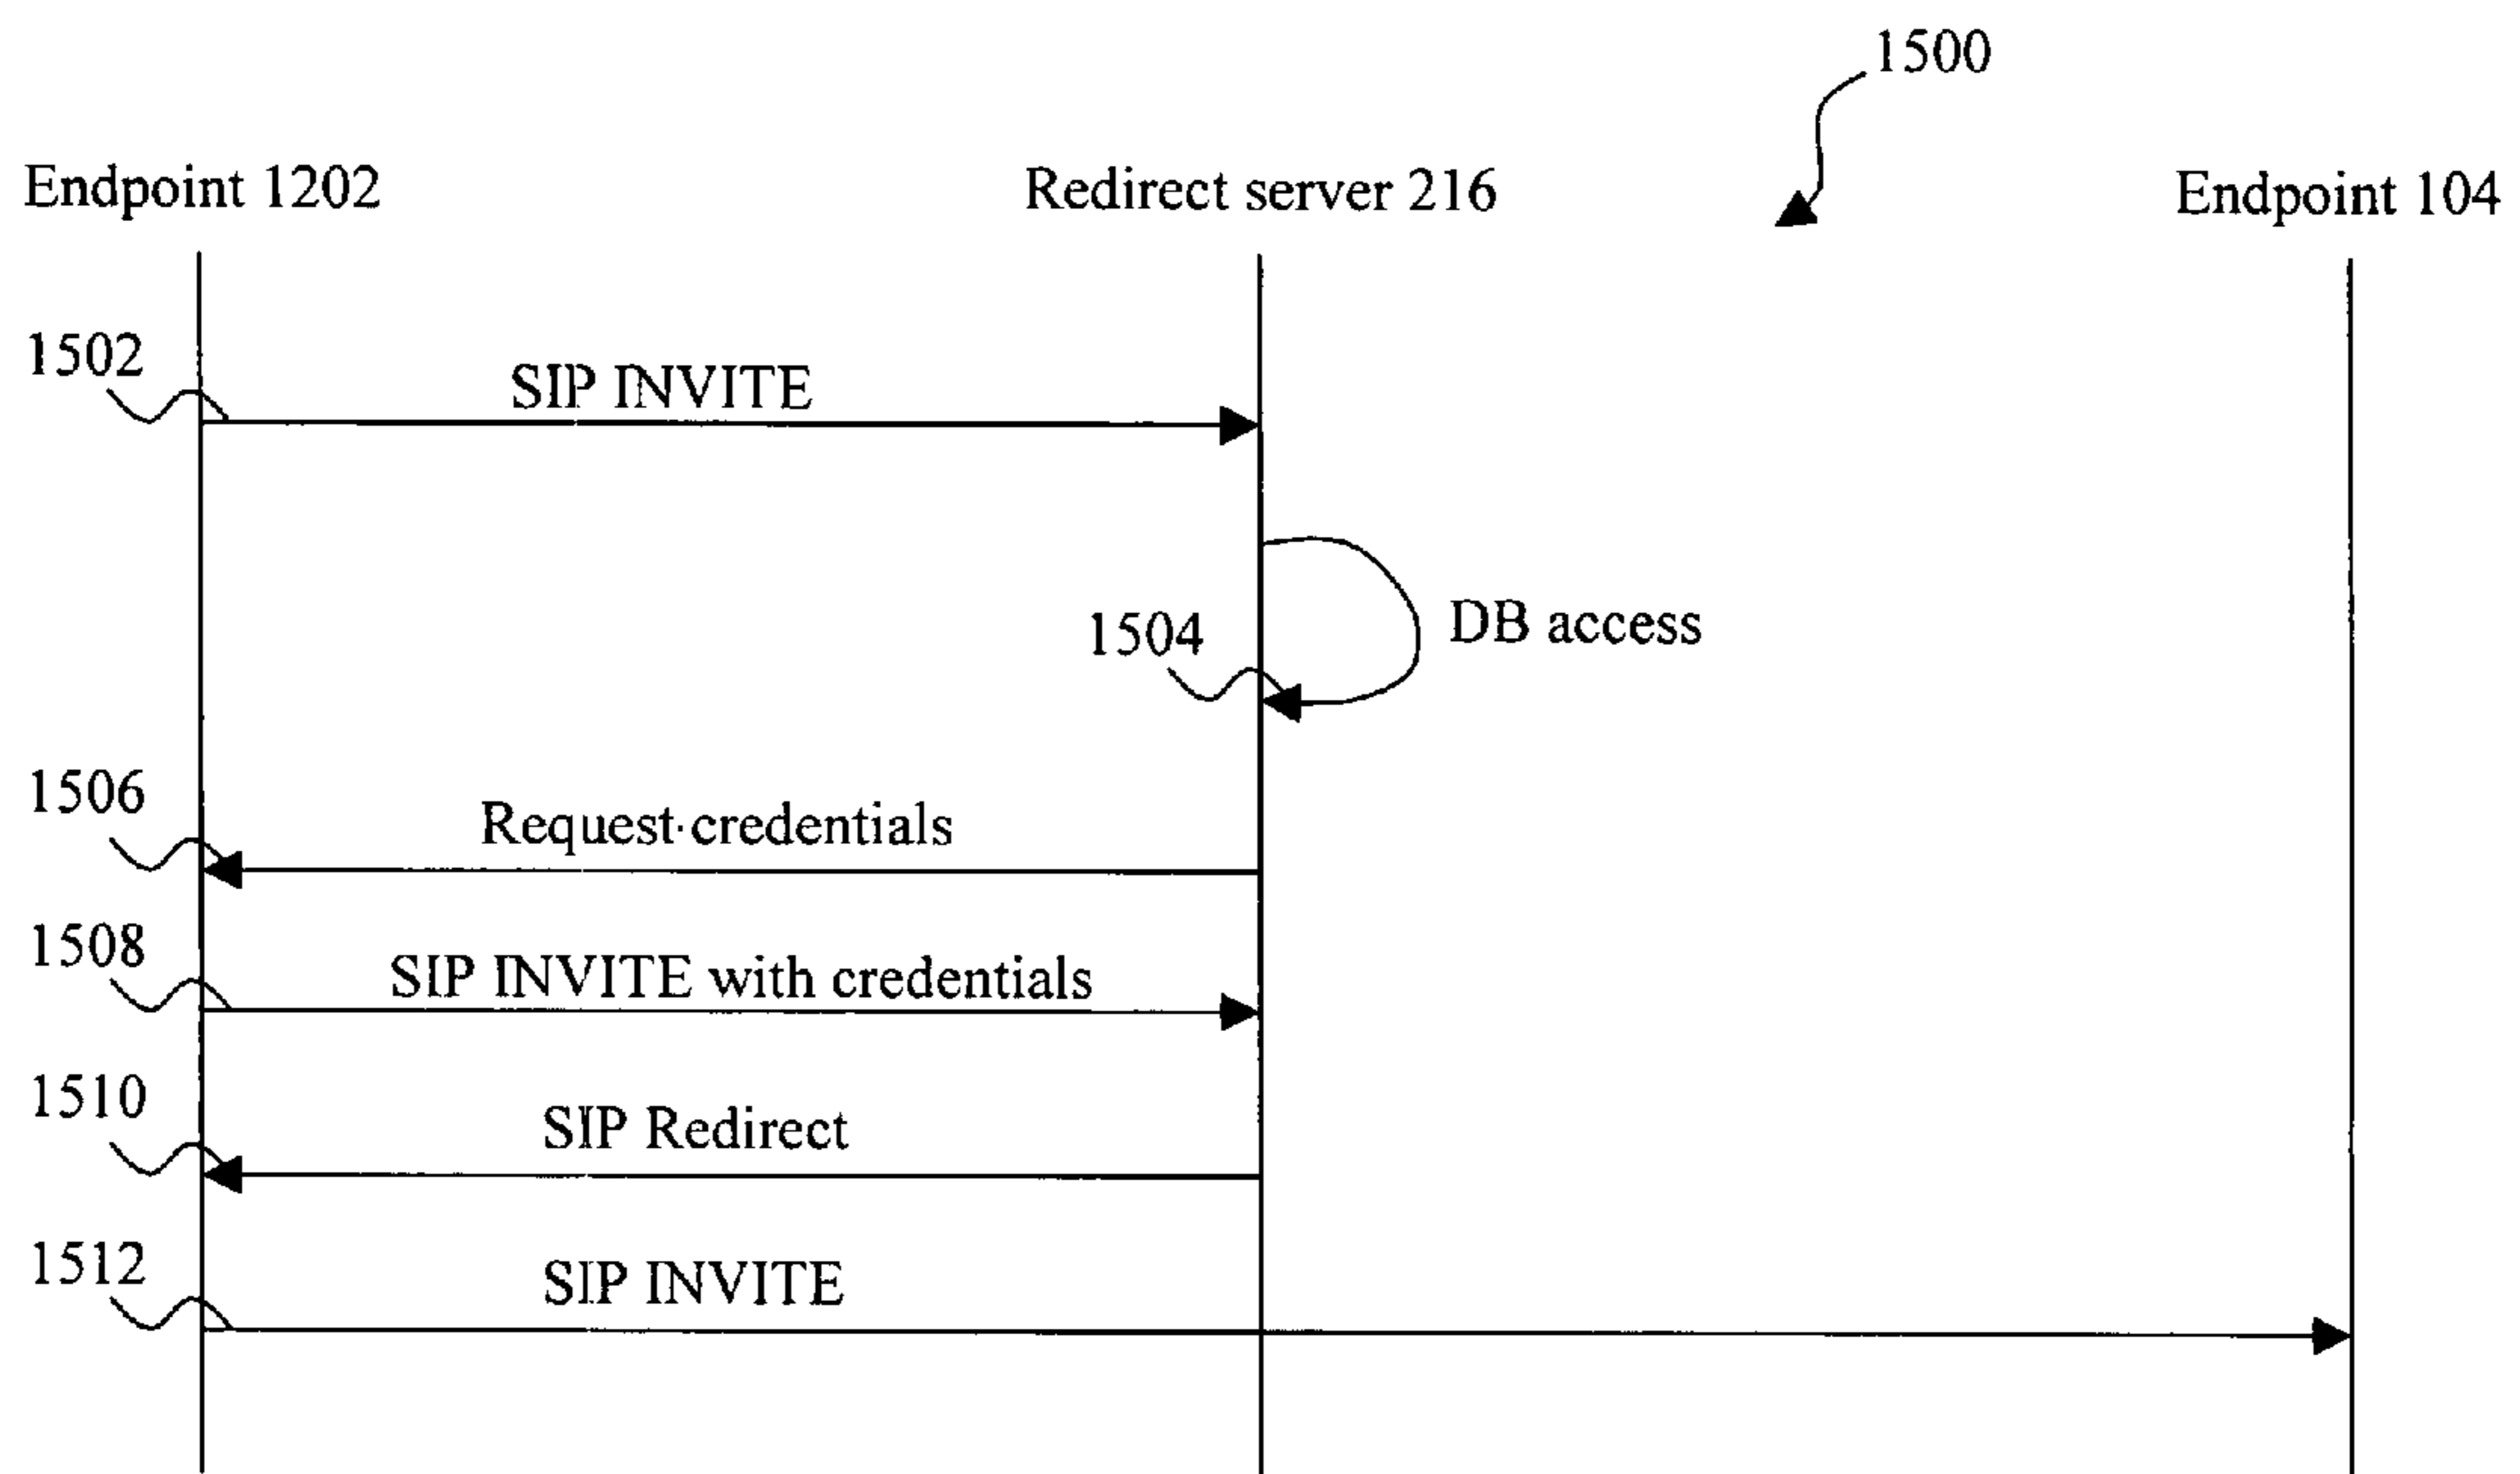 1500
Endpoint 1202
Redirect server 216
Endpoint 104
1502
SIP INVITE
1504
DB access
1506
Request credentials
1508
SIP INVITE with credentials
1510
SIP Redirect
1512
SIP INVITE